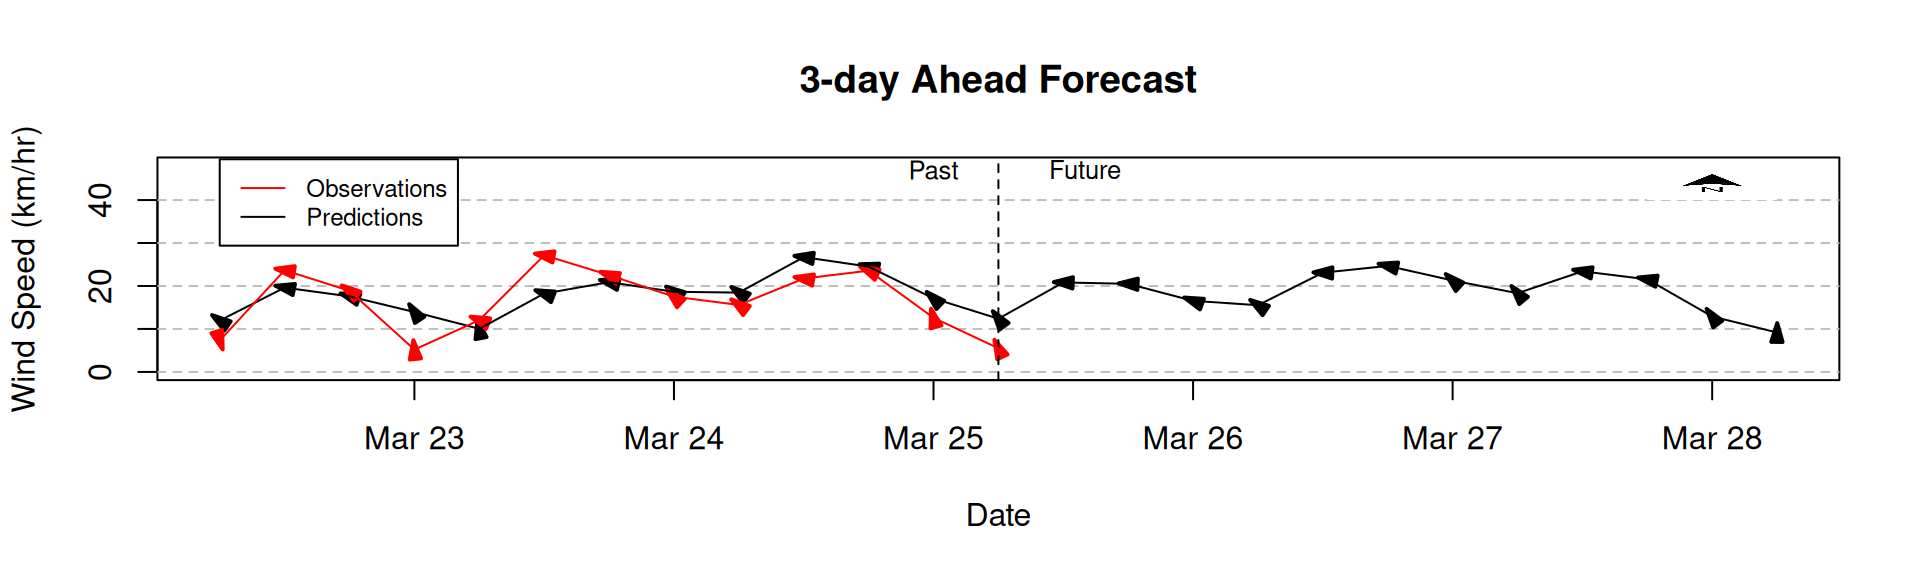 3-day Ahead Forecast
Wind Speed (km/hr)
40
20
0
Observations
Predictions
Past
Future
N
Mar 23
Mar 24
Mar 25
Mar 26
Mar 27
Mar 28
Date